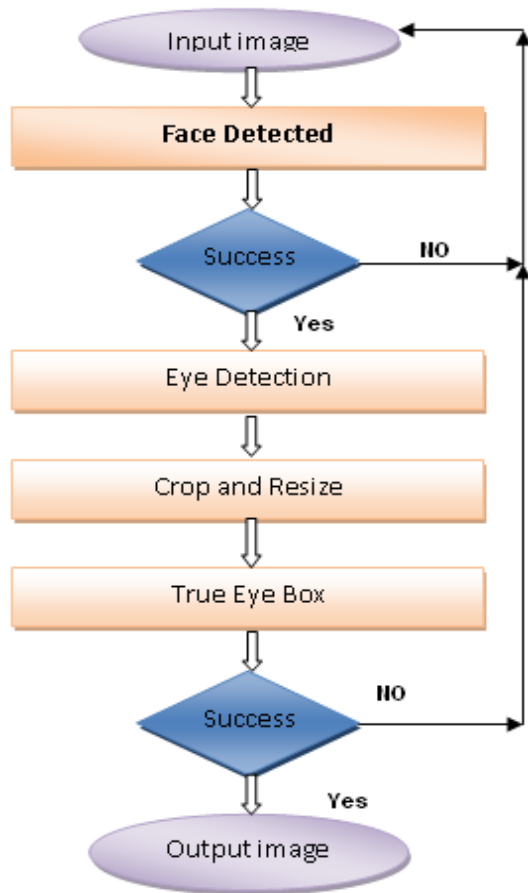 Input image
Face Detected
Success
NO
Yes
Eye Detection
Crop and Resize
True Eye Box
NO
Success
Yes
Output image